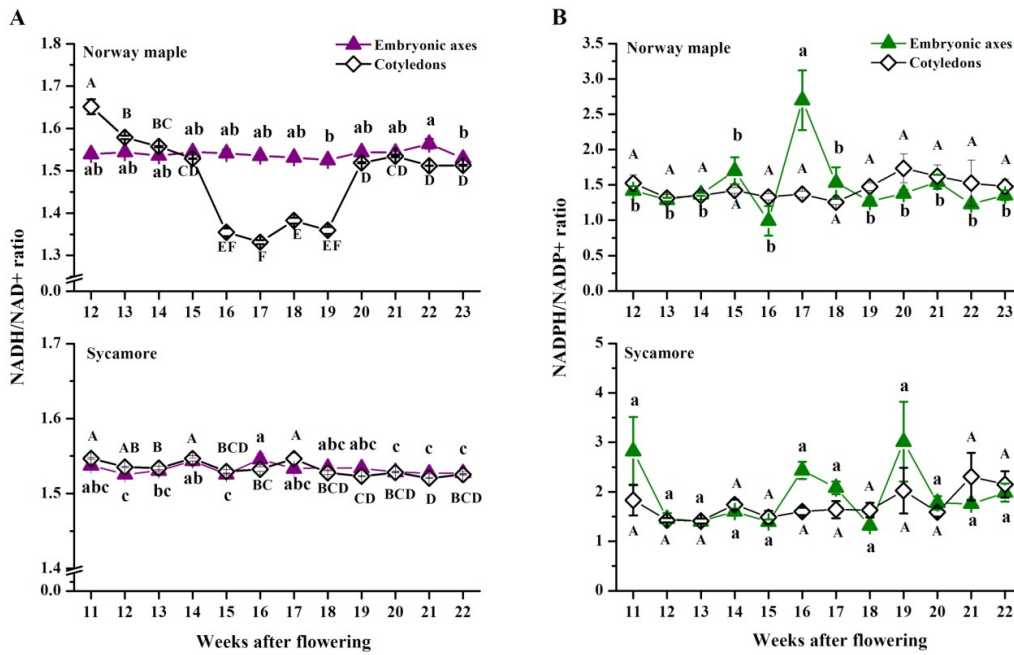 A
NADH/NAD+ ratio
Norway maple
Embryonic axes
Cotyledons
1.8
1.7
1.6
1.5
1.4
1.3
0.0
A B BC ab ab ab ab b ab ab a b
ab ab ab CD EF F E EF D CD D D
12 13 14 15 16 17 18 19 20 21 22 23
Sycamore
1.7
1.6
1.5
1.4
0.0
A AB B A BCD a A abc abc c c c
abc c bc ab c BC abc BCD CD BCD D BCD
11 12 13 14 15 16 17 18 19 20 21 22
Weeks after flowering
B
NADPH/NADP+ ratio
Norway maple
Embryonic axes
Cotyledons
3.5
3.0
2.5
2.0
1.5
1.0
0.5
0.0
A A A b A a b A A A A A
b b b A b A b b b b b
12 13 14 15 16 17 18 19 20 21 22 23
Sycamore
5
4
3
2
1
0
a a a A A a a A a a A A
A A A a a A A a A A a a
11 12 13 14 15 16 17 18 19 20 21 22
Weeks after flowering